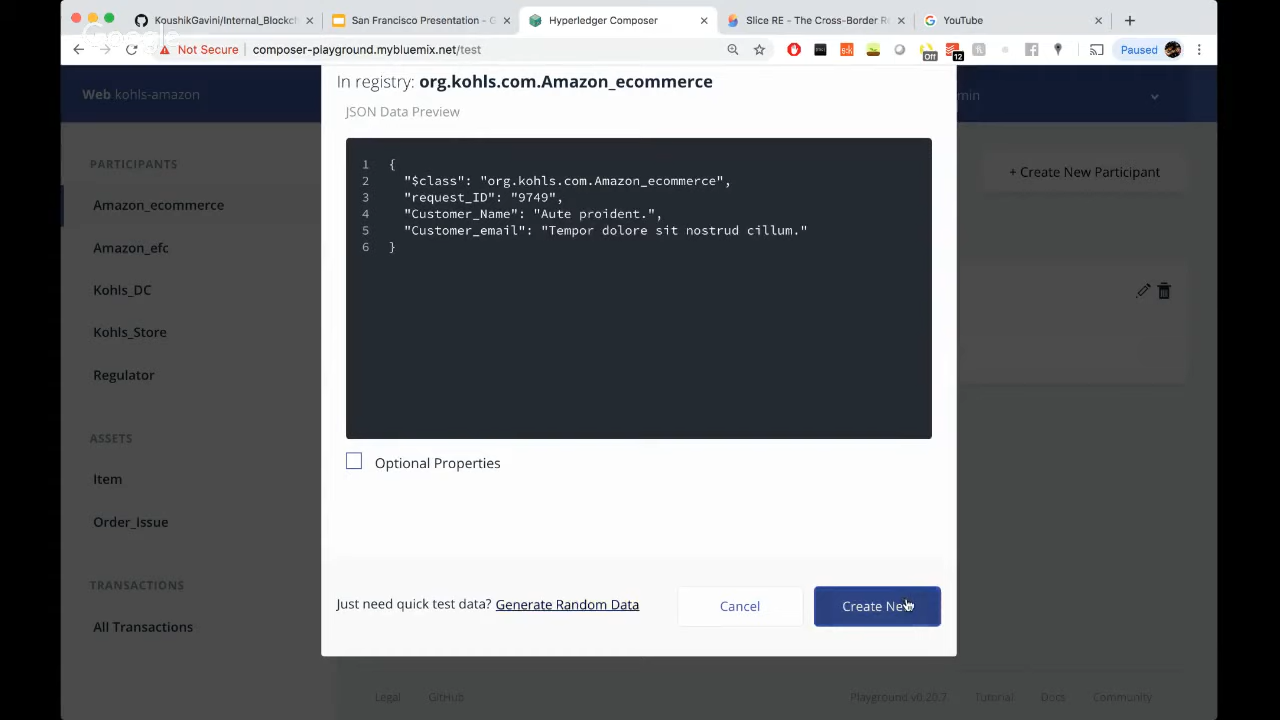 KoushikGavini/Internal_Blockch
San Francisco Presentation - G
Hyperledger Composer
Slice RE - The Cross-Border R
YouTube
Google
Not Secure
composer-playground.mybluemix.net/test
Off
12
Paused
Web kohls-amazon
min
In registry: org.kohls.com.Amazon_ecommerce
JSON Data Preview
PARTICIPANTS
Amazon_ecommerce
Amazon_efc
Kohls_DC
Kohls_Store
Regulator
ASSETS
Item
Order_Issue
TRANSACTIONS
All Transactions
+ Create New Participant
1 {
2 "$class": "org.kohls.com.Amazon_ecommerce",
3 "request_ID": "9749",
4 "Customer_Name": "Aute proident.",
5 "Customer_email": "Tempor dolore sit nostrud cillum."
6 }
Optional Properties
Just need quick test data? Generate Random Data
Cancel
Create New
Legal
GitHub
Playground v0.20.7
Tutorial
Docs
Community